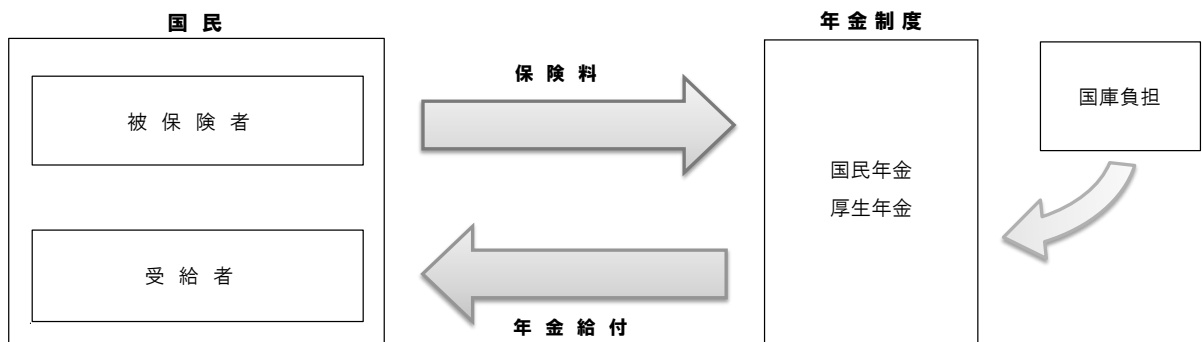 国民
被保険者
受給者
保険料
年金給付
年金制度
国民年金
厚生年金
国庫負担